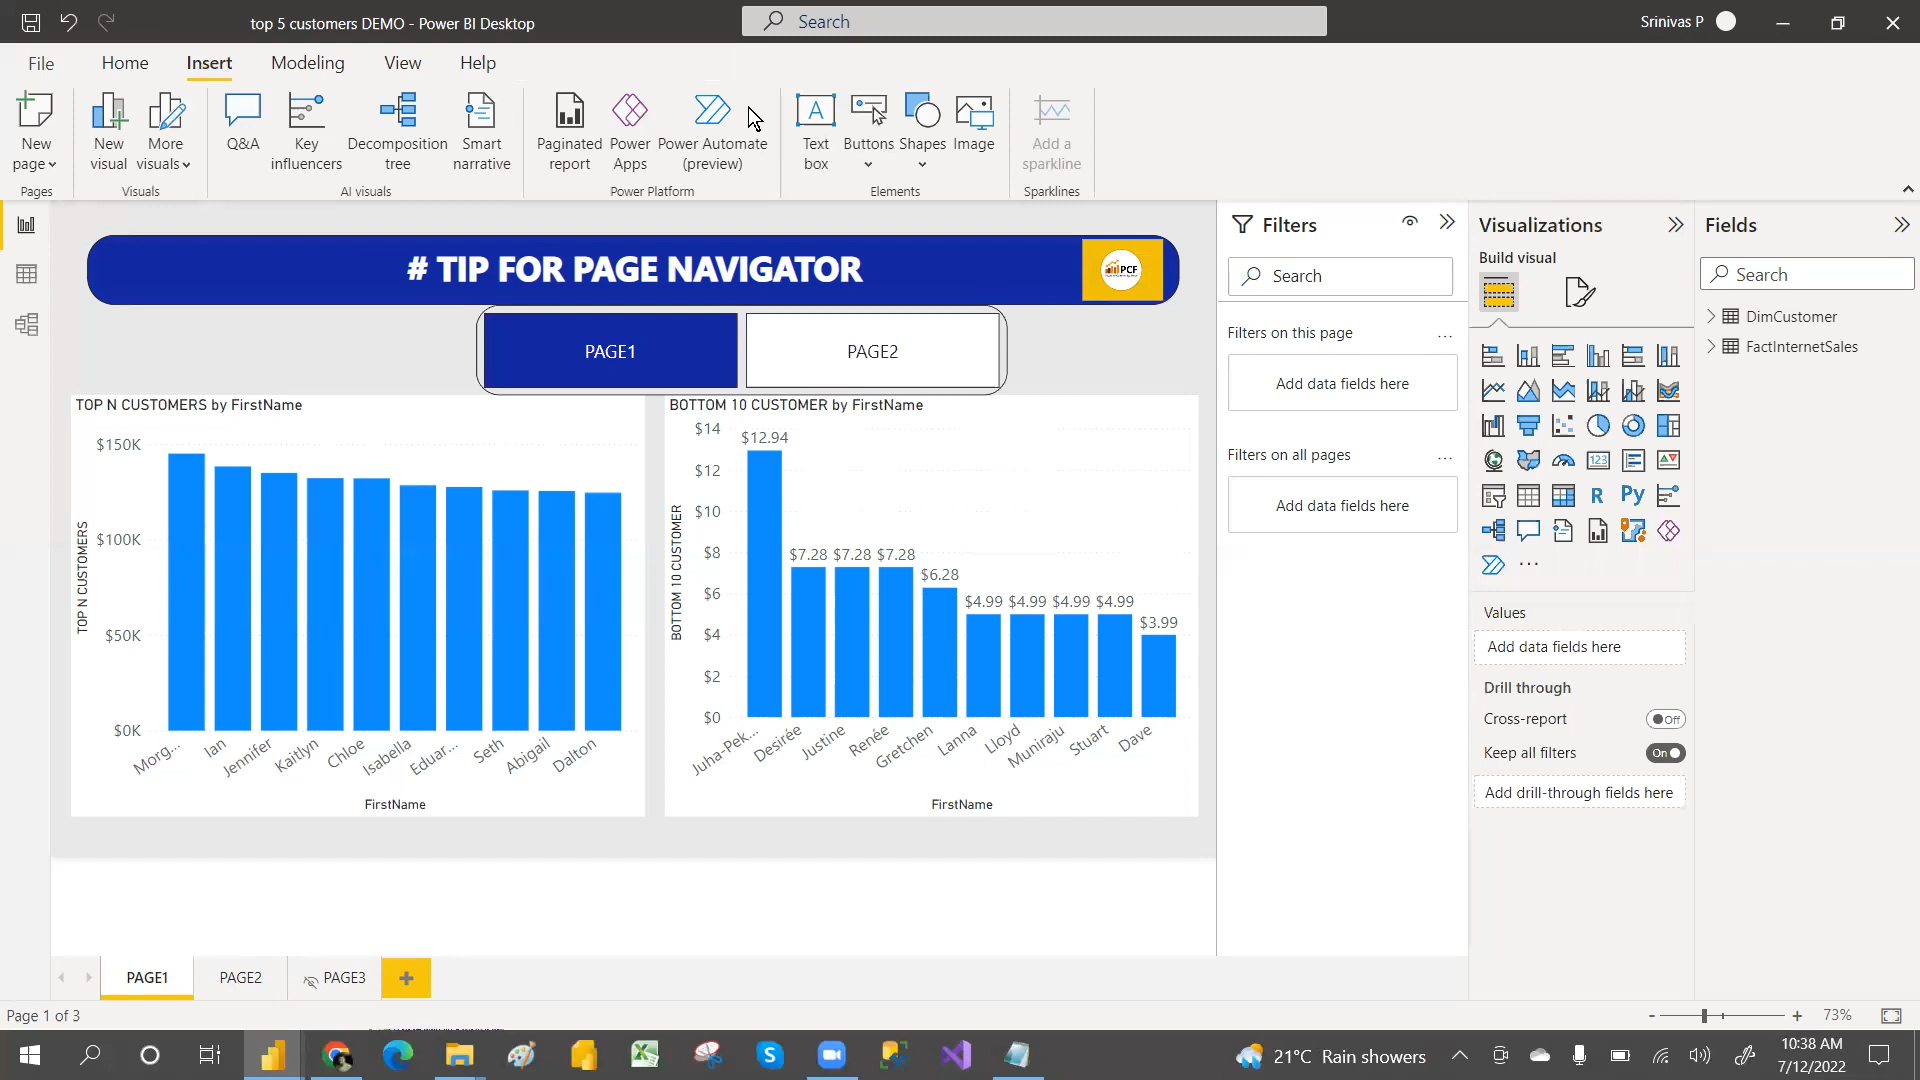 top 5 customers DEMO - Power BI Desktop
Search
Srinivas P
File
Home
Insert
Modeling
View
Help
New page
New visual
More visuals
Q&A
Key influencers
Decomposition tree
Smart narrative
Paginated report
Power Apps
Power Automate (preview)
A
Text box
Buttons
Shapes
Image
Add a sparkline
Pages
Visuals
AI visuals
Power Platform
Elements
Sparklines
# TIP FOR PAGE NAVIGATOR
PCF
PAGE1
PAGE2
TOP N CUSTOMERS by FirstName
TOP N CUSTOMERS
$150K
$100K
$50K
$0K
Morg...
Ian
Jennifer
Kaitlyn
Chloe
Isabella
Eduar...
Seth
Abigail
Dalton
FirstName
BOTTOM 10 CUSTOMER by FirstName
BOTTOM 10 CUSTOMER
$14
$12
$10
$8
$6
$4
$2
$0
$12.94
$7.28
$7.28
$7.28
$6.28
$4.99
$4.99
$4.99
$4.99
$3.99
Juha-Pek...
Desirée
Justine
Renée
Gretchen
Lanna
Lloyd
Muniraju
Stuart
Dave
FirstName
Filters
Search
Filters on this page
...
Add data fields here
Filters on all pages
...
Add data fields here
Visualizations
Build visual
123
R
Py
...
Values
Add data fields here
Drill through
Cross-report
Off
Keep all filters
On
Add drill-through fields here
Fields
Search
DimCustomer
FactInternetSales
PAGE1
PAGE2
PAGE3
+
Page 1 of 3
- + 73%
21°C Rain showers
10:38 AM
7/12/2022